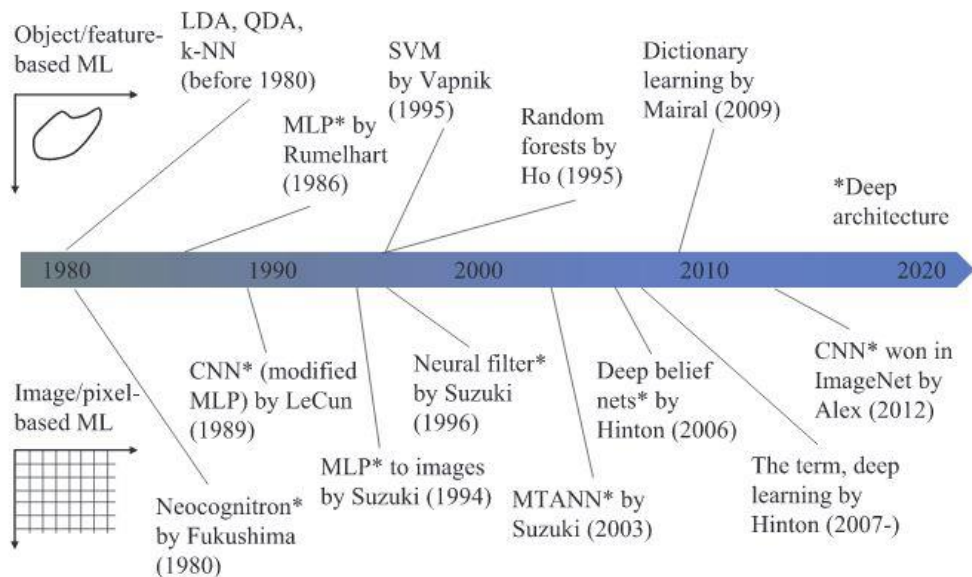 Object/feature-
based ML
LDA, QDA,
k-NN
(before 1980)
MLP* by
Rumelhart
(1986)
SVM
by Vapnik
(1995)
Random
forests by
Ho (1995)
Dictionary
learning by
Mairal (2009)
*Deep
architecture
1980
1990
2000
2010
2020
Image/pixel-
based ML
Neocognitron*
by Fukushima
(1980)
CNN* (modified
MLP) by LeCun
(1989)
MLP* to images
by Suzuki (1994)
Neural filter*
by Suzuki
(1996)
MTANN* by
Suzuki (2003)
Deep belief
nets* by
Hinton (2006)
The term, deep
learning by
Hinton (2007-)
CNN* won in
ImageNet by
Alex (2012)